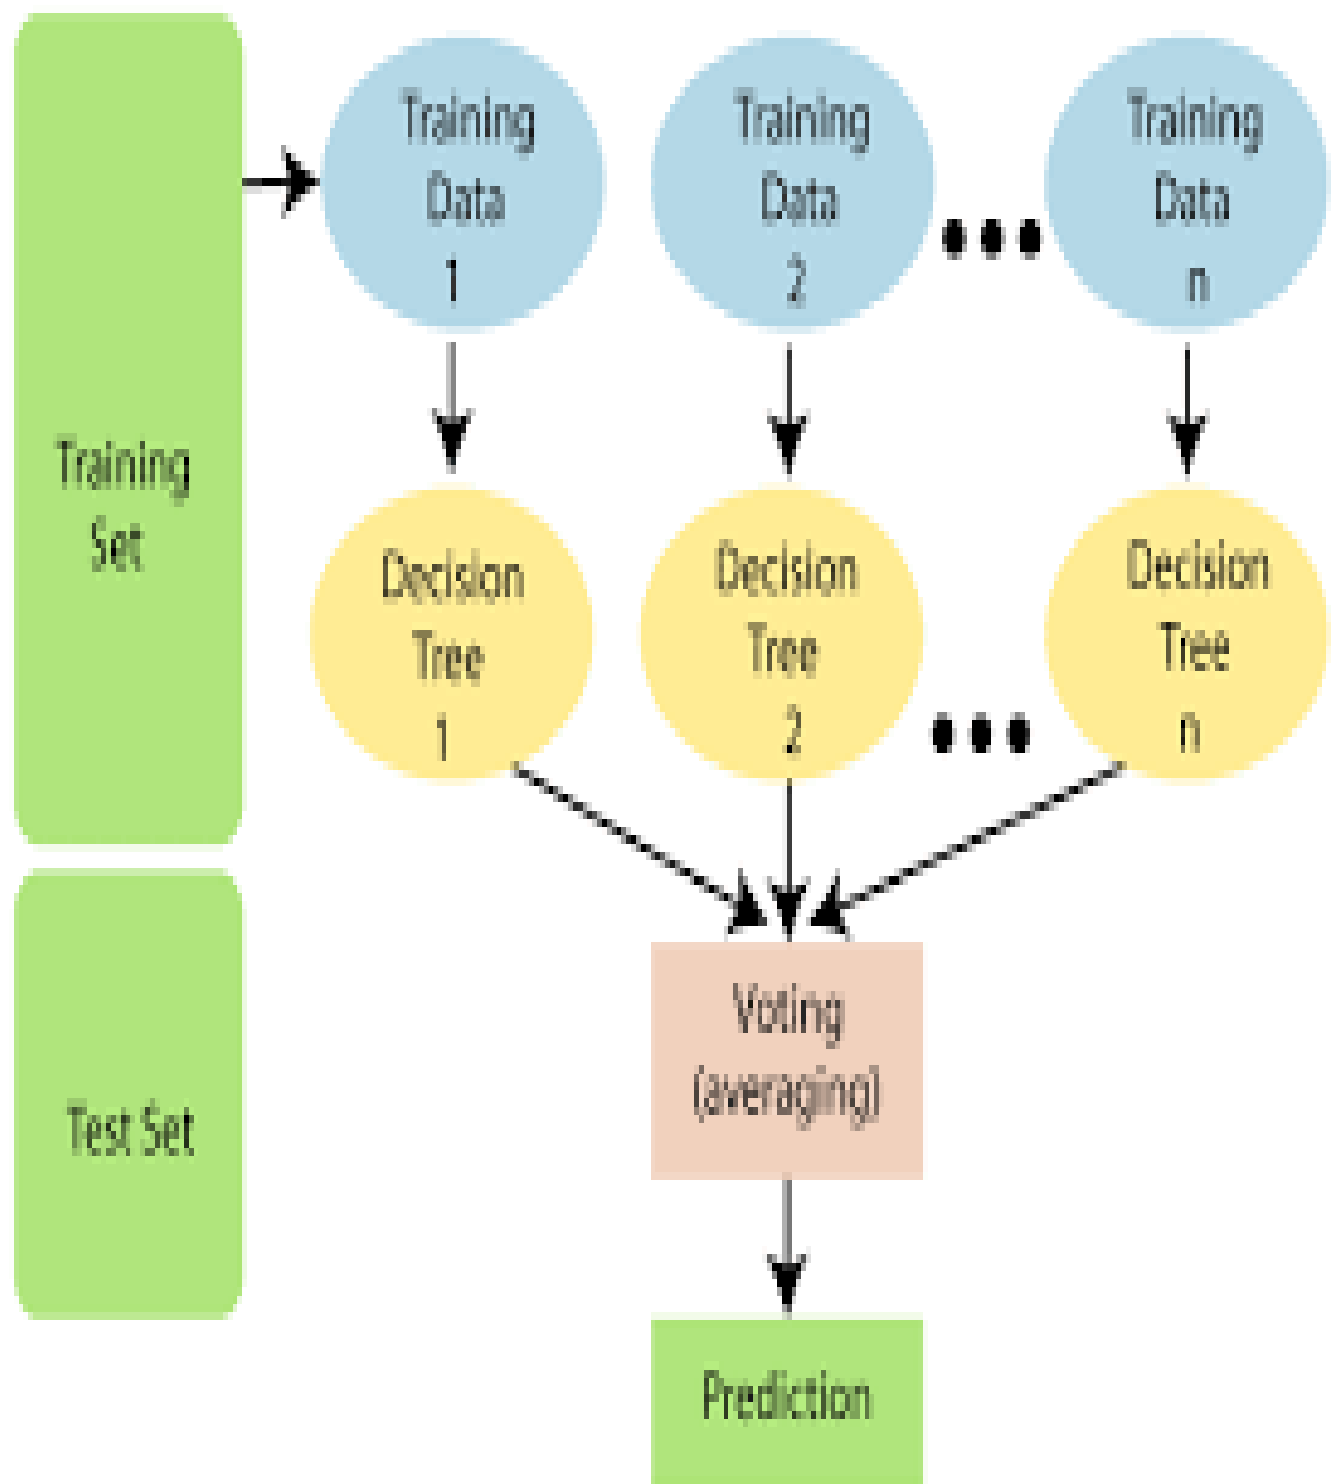 Training
Data
1
Training
Data
2
Training
Data
n
Training
Set
Decision
Tree
1
Decision
Tree
2
Decision
Tree
n
Voting
(averaging)
Test Set
Prediction